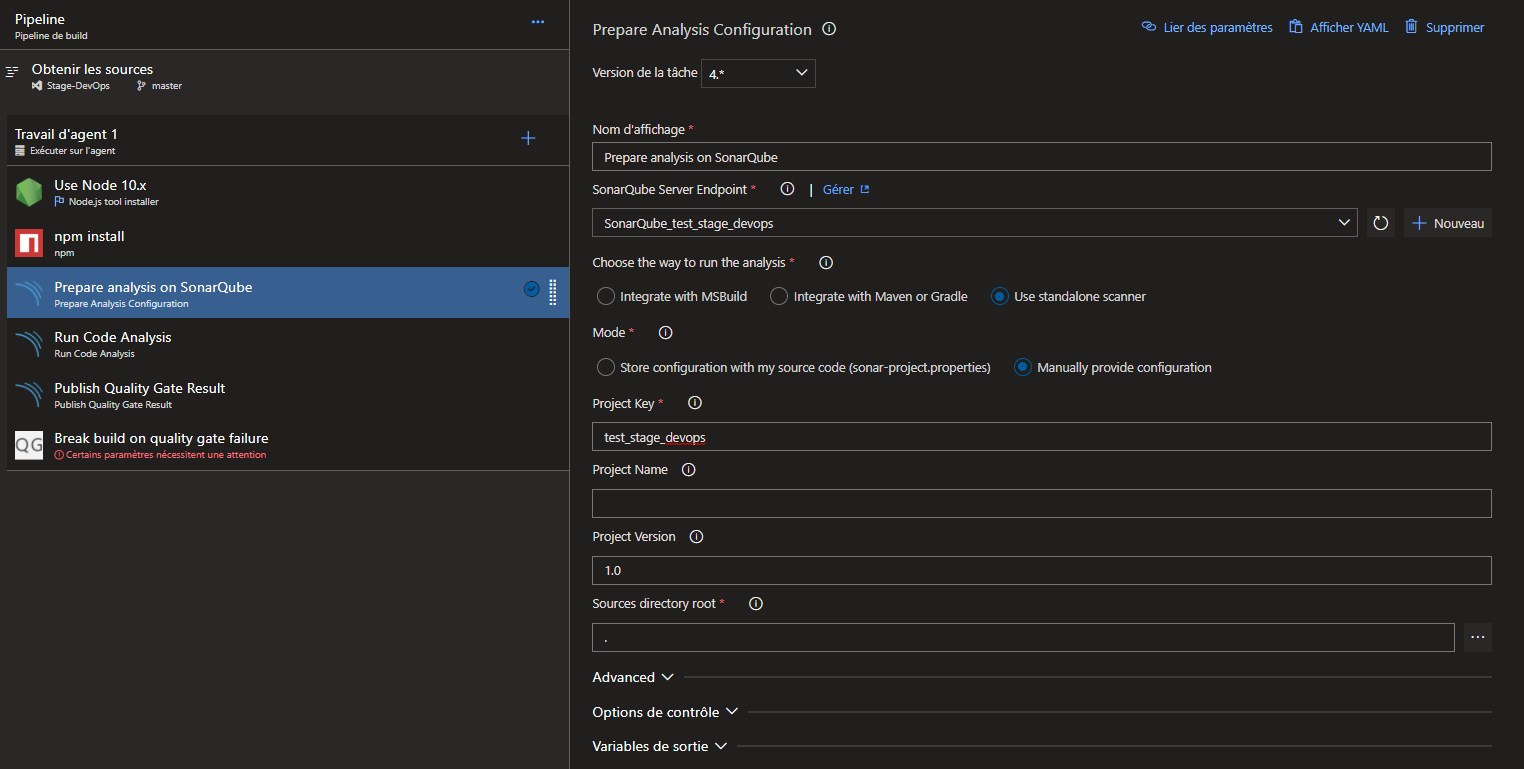 Pipeline
Pipeline de build
Obtenir les sources
Stage-DevOps master
Travail d'agent 1
Exécuter sur l'agent
Use Node 10.x
Node.js tool installer
npm install
npm
Prepare analysis on SonarQube
Prepare Analysis Configuration
Run Code Analysis
Run Code Analysis
Publish Quality Gate Result
Publish Quality Gate Result
QG
Break build on quality gate failure
Certains paramètres nécessitent une attention
Prepare Analysis Configuration
Lier des paramètres Afficher YAML Supprimer
Version de la tâche 4.*
Nom d'affichage *
Prepare analysis on SonarQube
SonarQube Server Endpoint * | Gérer
SonarQube_test_stage_devops Nouveau
Choose the way to run the analysis *
Integrate with MSBuild Integrate with Maven or Gradle Use standalone scanner
Mode *
Store configuration with my source code (sonar-project.properties) Manually provide configuration
Project Key *
test_stage_devops
Project Name
Project Version
1.0
Sources directory root *
.
Advanced
Options de contrôle
Variables de sortie